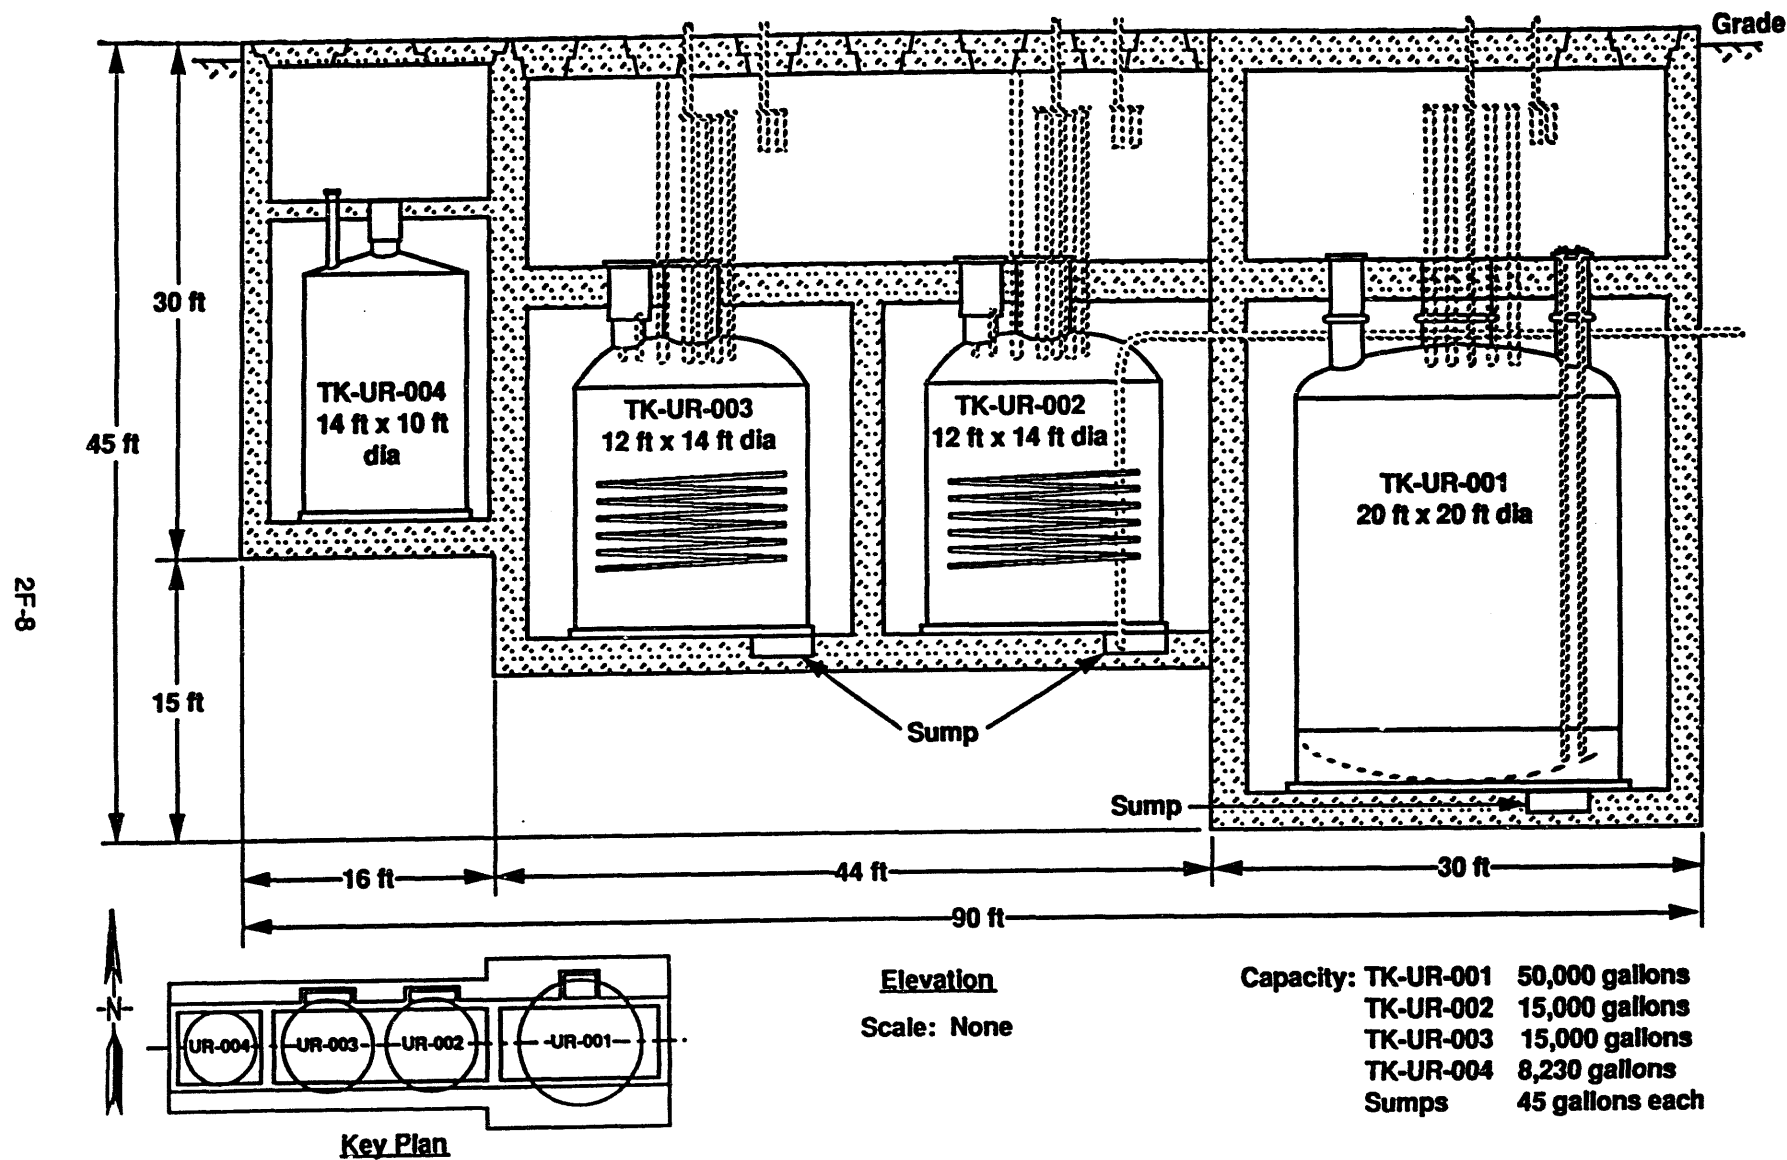 Grade
30 ft
45 ft
15 ft
TK-UR-004
14 ft x 10 ft
dia
TK-UR-003
12 ft x 14 ft dia
TK-UR-002
12 ft x 14 ft dia
TK-UR-001
20 ft x 20 ft dia
Sump
Sump
2F-8
16 ft
44 ft
30 ft
90 ft
N
UR-004
UR-003
UR-002
UR-001
Key Plan
Elevation
Scale: None
Capacity: TK-UR-001 50,000 gallons
TK-UR-002 15,000 gallons
TK-UR-003 15,000 gallons
TK-UR-004 8,230 gallons
Sumps 45 gallons each